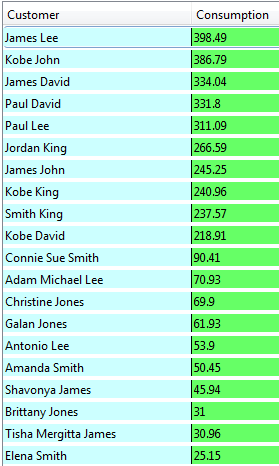 Customer Consumption
James Lee 398.49
Kobe John 386.79
James David 334.04
Paul David 331.8
Paul Lee 311.09
Jordan King 266.59
James John 245.25
Kobe King 240.96
Smith King 237.57
Kobe David 218.91
Connie Sue Smith 90.41
Adam Michael Lee 70.93
Christine Jones 69.9
Galan Jones 61.93
Antonio Lee 53.9
Amanda Smith 50.45
Shavonya James 45.94
Brittany Jones 31
Tisha Mergitta James 30.96
Elena Smith 25.15